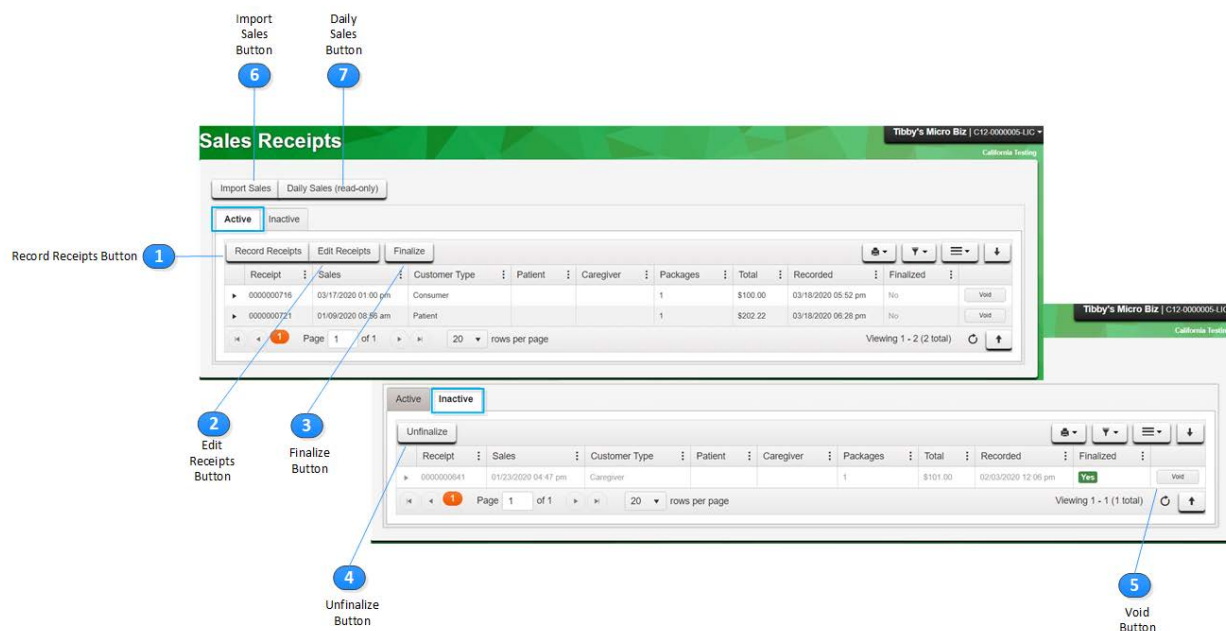 Import
Sales
Button
Daily
Sales
Button
6
7
Sales Receipts
Tibby's Micro Biz | C12-0000005-LIC
California Testing
Import Sales
Daily Sales (read-only)
Active
Inactive
Record Receipts Button
1
Record Receipts
Edit Receipts
Finalize
Receipt Sales Customer Type Patient Caregiver Packages Total Recorded Finalized
0000000716 03/17/2020 01:00 pm Consumer 1 $100.00 03/18/2020 05:52 pm No Void
0000000721 01/09/2020 08:56 am Patient 1 $202.22 03/18/2020 06:28 pm No Void
1 Page 1 of 1 20 rows per page Viewing 1 - 2 (2 total)
Tibby's Micro Biz | C12-0000005-LIC
California Testin
Active
Inactive
2
Edit
Receipts
Button
3
Finalize
Button
Unfinalize
Receipt Sales Customer Type Patient Caregiver Packages Total Recorded Finalized
0000000641 01/23/2020 04:47 pm Caregiver 1 $101.00 02/03/2020 12:06 pm Yes Void
1 Page 1 of 1 20 rows per page Viewing 1 - 1 (1 total)
4
Unfinalize
Button
5
Void
Button